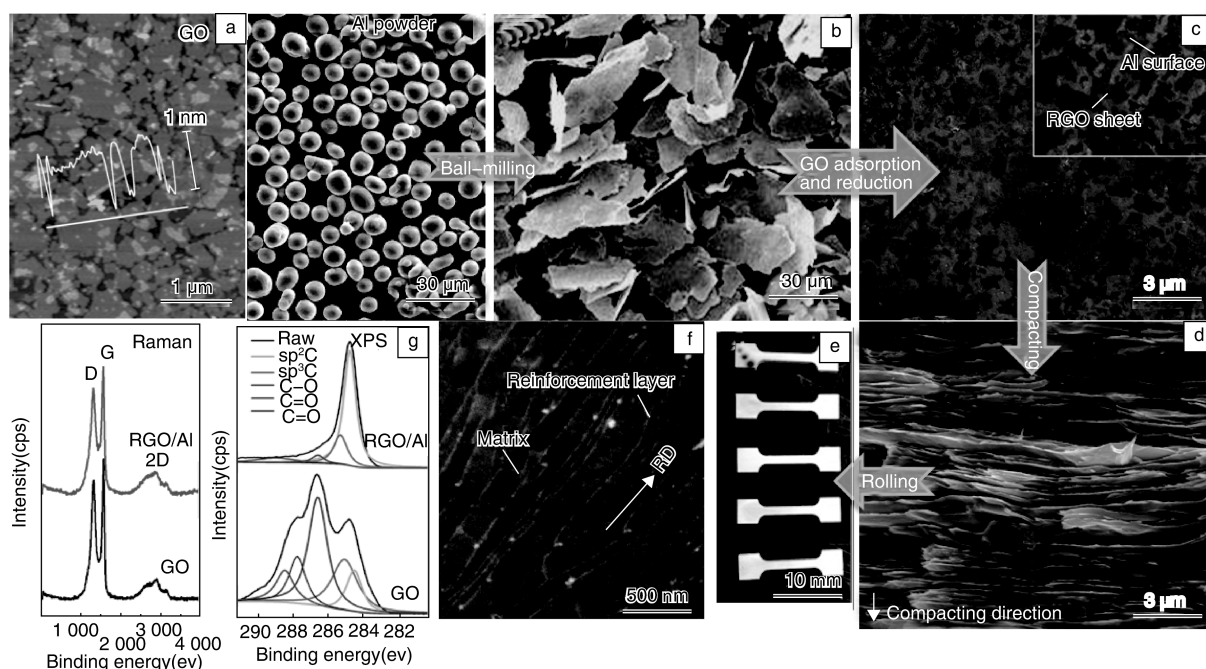 GO
a
1 nm
1 μm
Al powder
30 μm
Ball-milling
b
30 μm
GO adsorption
and reduction
c
Al surface
RGO sheet
3 μm
Compacting
d
Compacting direction
3 μm
Rolling
e
10 mm
f
Reinforcement layer
Matrix
RD
500 nm
g
XPS
Raw
sp²C
sp³C
C-O
C=O
C=O
RGO/Al
GO
Intensity(cps)
291 290 288 286 284 282
Binding energy(ev)
Raman
D
G
RGO/Al
2D
GO
Intensity(cps)
1 000 2 000 3 000 4 000
Binding energy(ev)